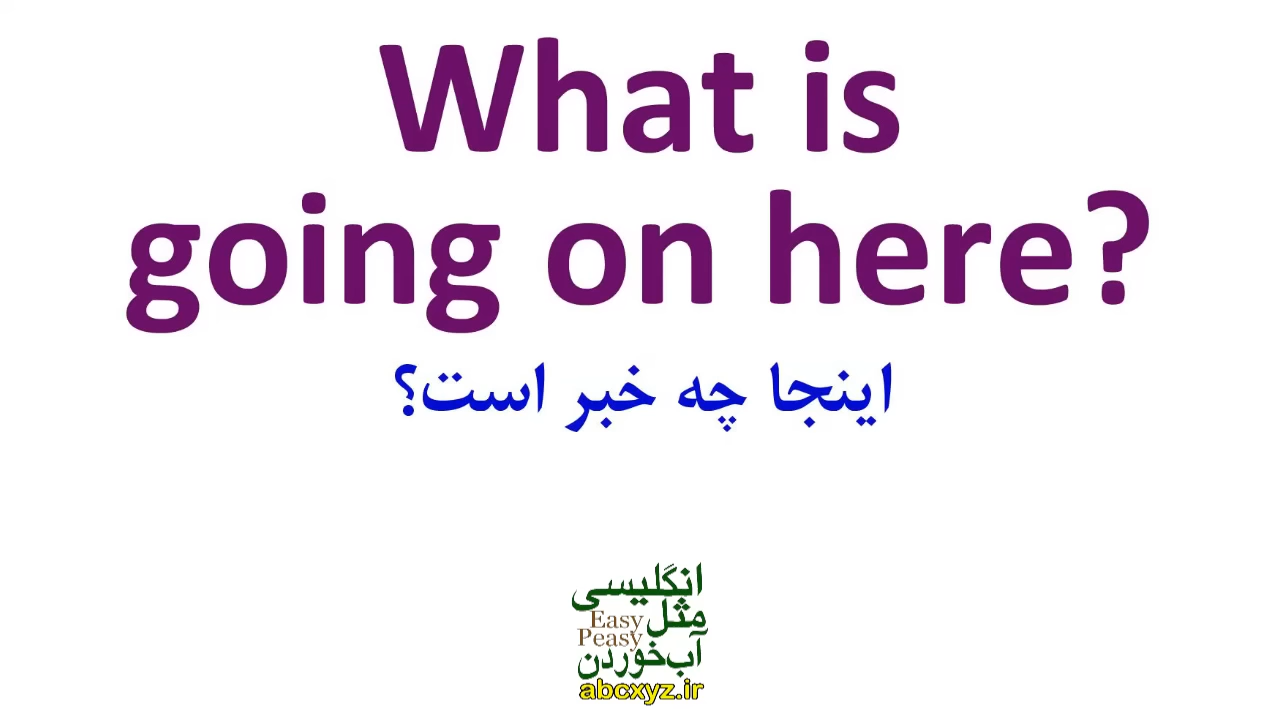 What is
going on here?
اینجا چه خبر است؟
انگلیسی
مثل Easy
Peasy
آب‌خوردن
abcxyz.ir